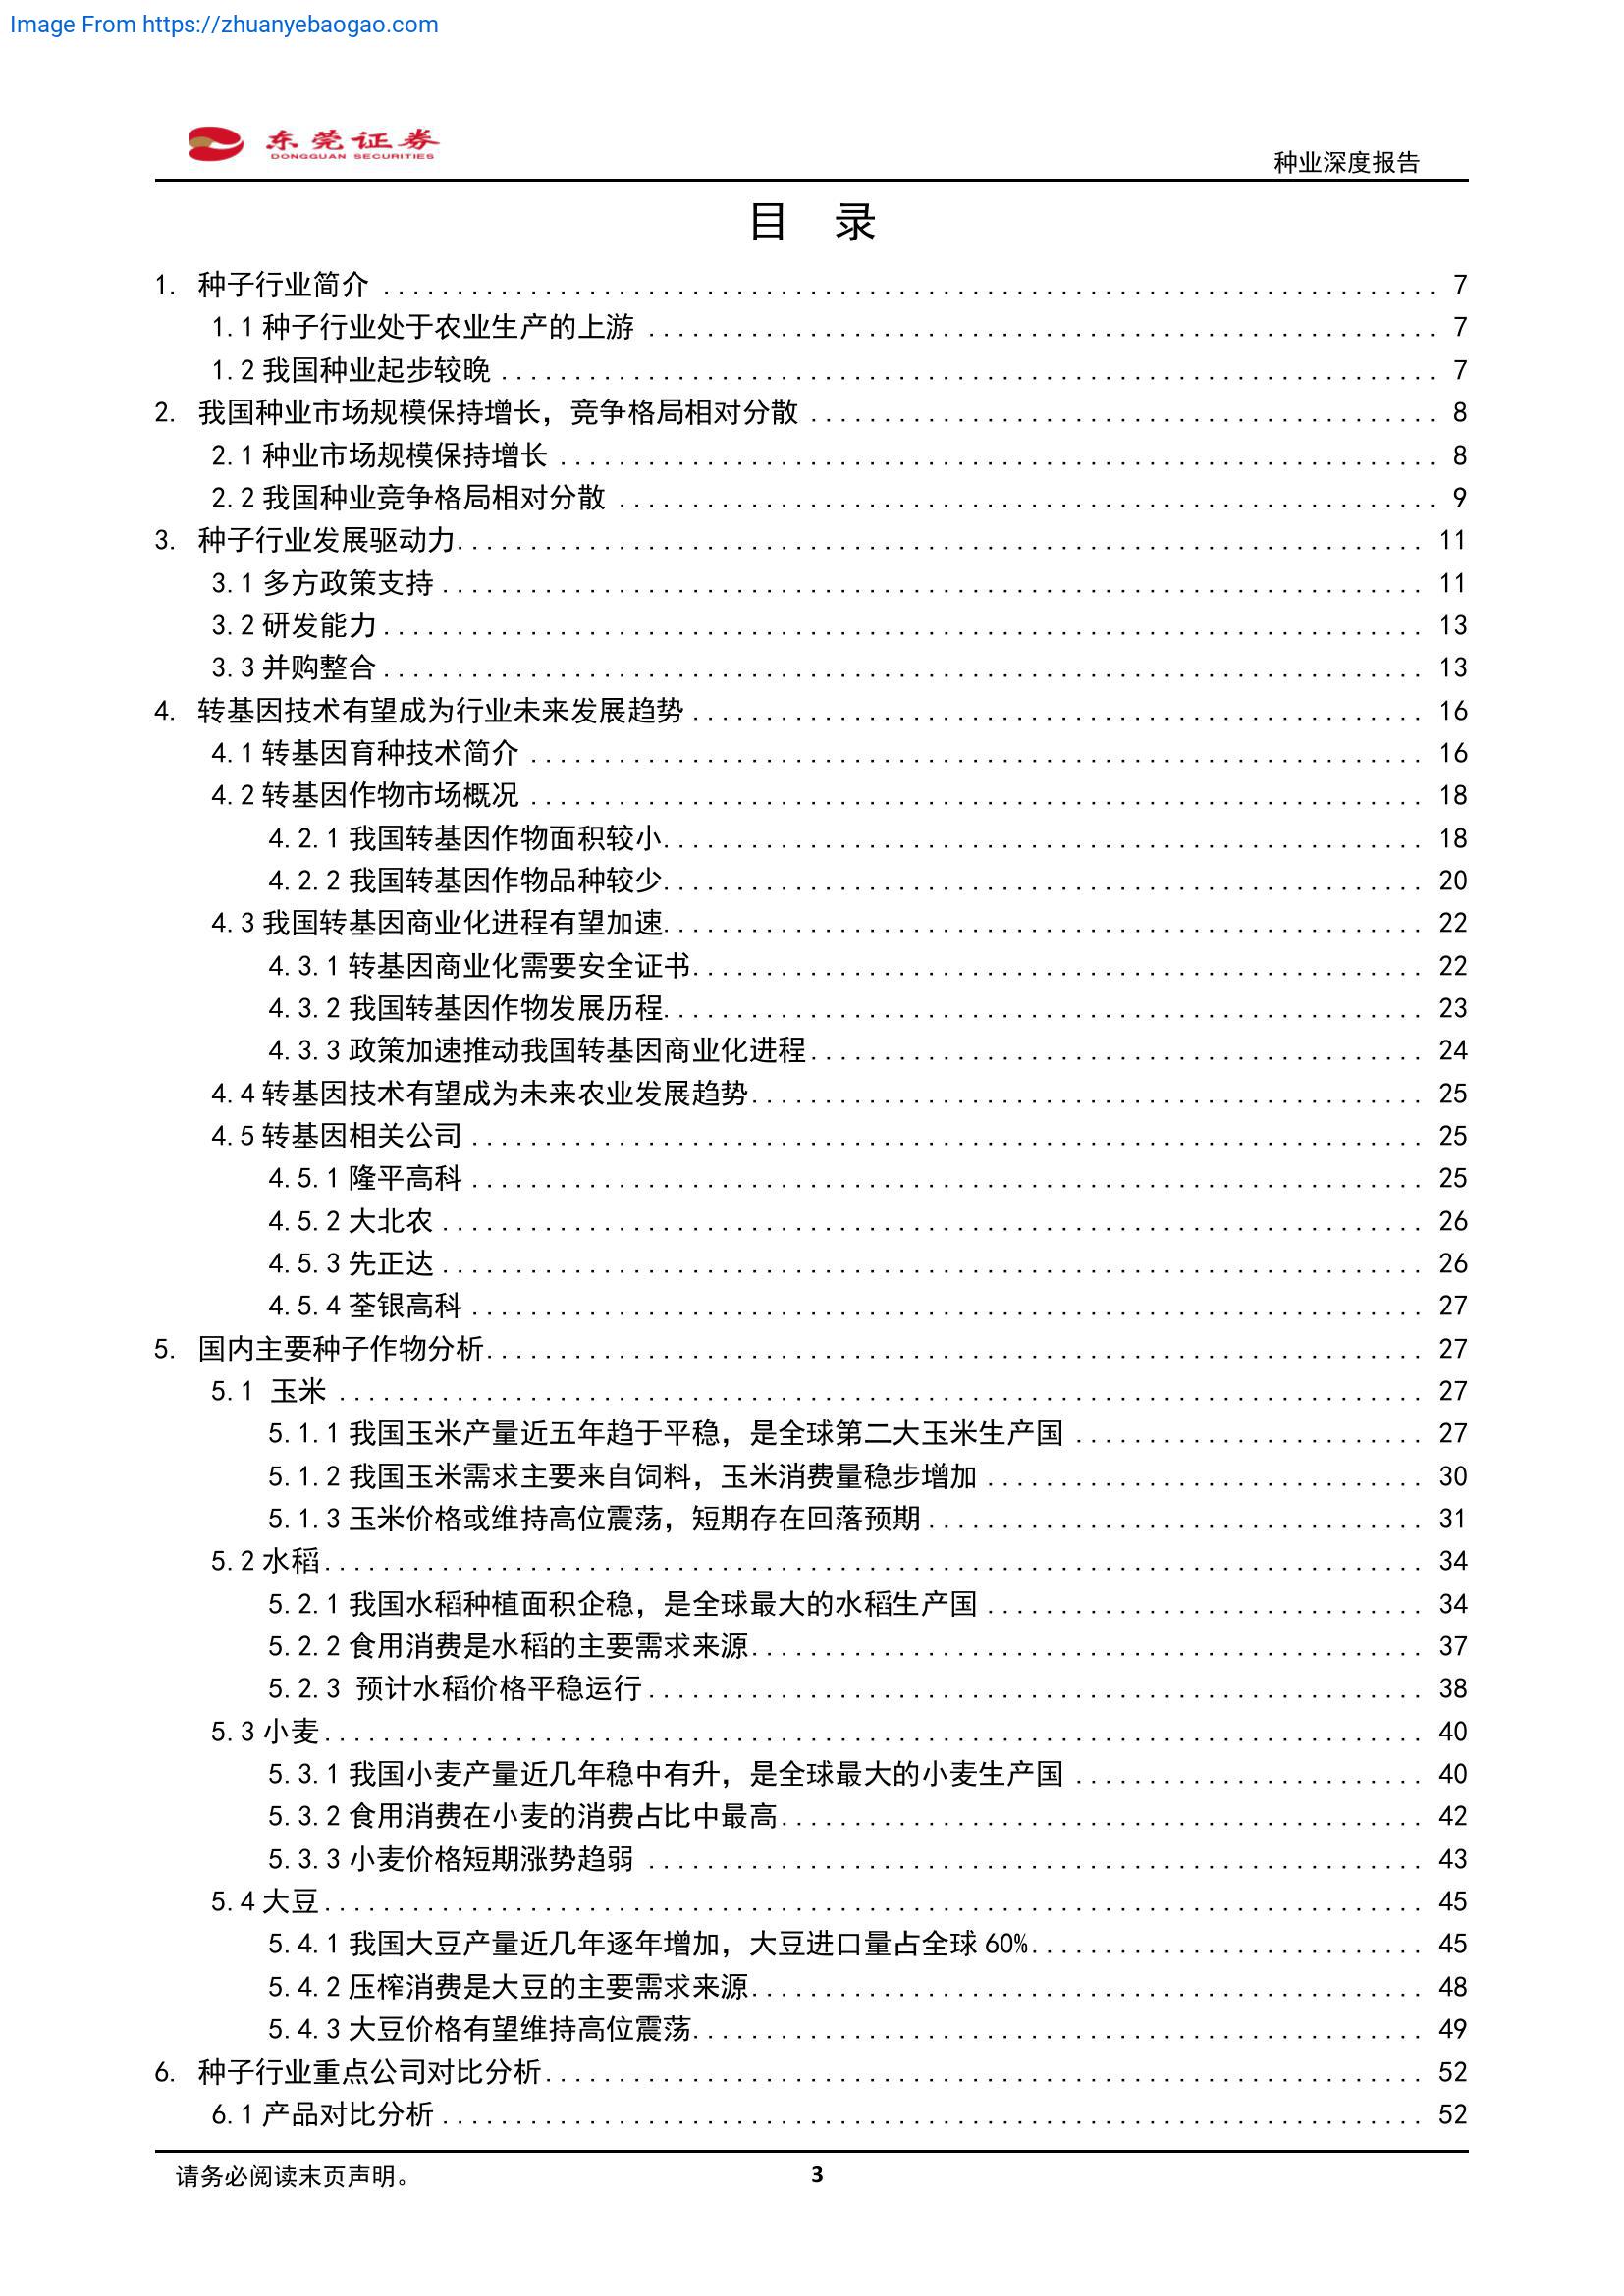 Image From https://zhuanyebaogao.com
东莞证券
DONGGUAN SECURITIES
种业深度报告
目 录
1. 种子行业简介 ........ 7
1.1 种子行业处于农业生产的上游 ........ 7
1.2 我国种业起步较晚 ........ 7
2. 我国种业市场规模保持增长，竞争格局相对分散 ........ 8
2.1 种业市场规模保持增长 ........ 8
2.2 我国种业竞争格局相对分散 ........ 9
3. 种子行业发展驱动力 ........ 11
3.1 多方政策支持 ........ 11
3.2 研发能力 ........ 13
3.3 并购整合 ........ 13
4. 转基因技术有望成为行业未来发展趋势 ........ 16
4.1 转基因育种技术简介 ........ 16
4.2 转基因作物市场概况 ........ 18
4.2.1 我国转基因作物面积较小 ........ 18
4.2.2 我国转基因作物品种较少 ........ 20
4.3 我国转基因商业化进程有望加速 ........ 22
4.3.1 转基因商业化需要安全证书 ........ 22
4.3.2 我国转基因作物发展历程 ........ 23
4.3.3 政策加速推动我国转基因商业化进程 ........ 24
4.4 转基因技术有望成为未来农业发展趋势 ........ 25
4.5 转基因相关公司 ........ 25
4.5.1 隆平高科 ........ 25
4.5.2 大北农 ........ 26
4.5.3 先正达 ........ 26
4.5.4 荃银高科 ........ 27
5. 国内主要种子作物分析 ........ 27
5.1 玉米 ........ 27
5.1.1 我国玉米产量近五年趋于平稳，是全球第二大玉米生产国 ........ 27
5.1.2 我国玉米需求主要来自饲料，玉米消费量稳步增加 ........ 30
5.1.3 玉米价格或维持高位震荡，短期存在回落预期 ........ 31
5.2 水稻 ........ 34
5.2.1 我国水稻种植面积企稳，是全球最大的水稻生产国 ........ 34
5.2.2 食用消费是水稻的主要需求来源 ........ 37
5.2.3 预计水稻价格平稳运行 ........ 38
5.3 小麦 ........ 40
5.3.1 我国小麦产量近几年稳中有升，是全球最大的小麦生产国 ........ 40
5.3.2 食用消费在小麦的消费占比中最高 ........ 42
5.3.3 小麦价格短期涨势趋弱 ........ 43
5.4 大豆 ........ 45
5.4.1 我国大豆产量近几年逐年增加，大豆进口量占全球 60% ........ 45
5.4.2 压榨消费是大豆的主要需求来源 ........ 48
5.4.3 大豆价格有望维持高位震荡 ........ 49
6. 种子行业重点公司对比分析 ........ 52
6.1 产品对比分析 ........ 52
请务必阅读末页声明。
3